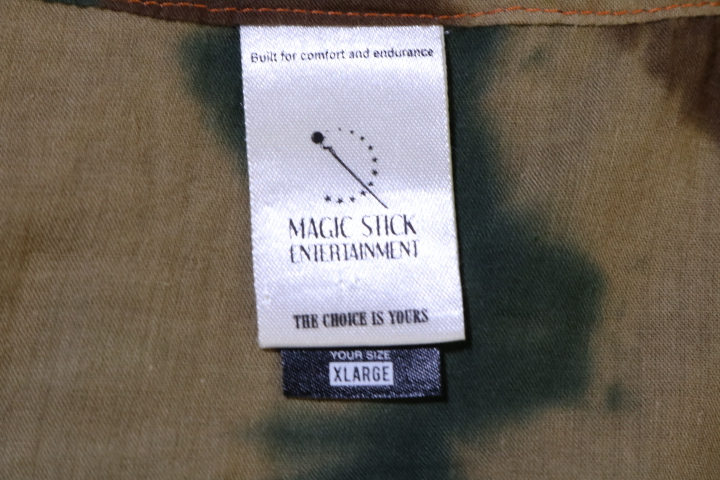 Built for comfort and endurance
MAGIC STICK
ENTERTAINMENT
THE CHOICE IS YOURS
YOUR SIZE
XLARGE